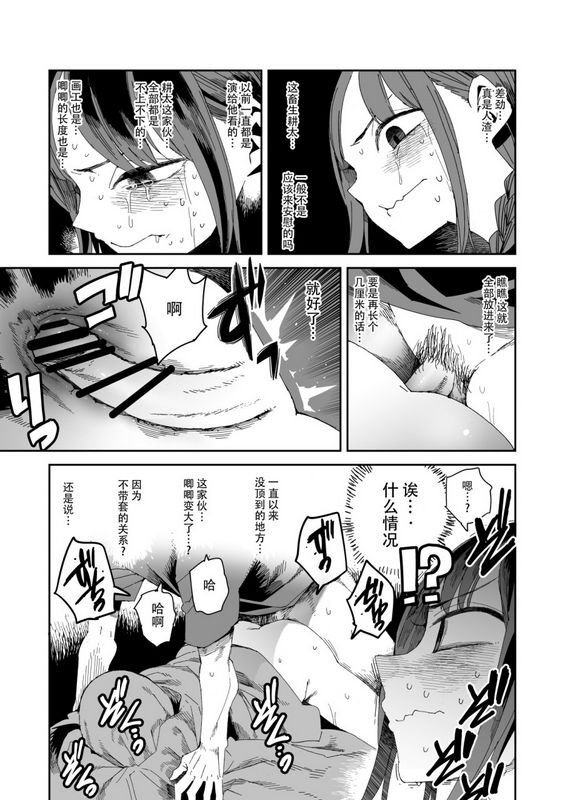 差劲…
真是人渣
这畜生耕太…
一般不是
应该来安慰的吗
以前一直都是
演给他看的…
耕太这家伙…
全部都是
不上不下的…
画工也是…
唧唧的长度也是…
瞧瞧…这就
全部放进来了…
要是再长个
几厘米的话…
就好了…
啊
嗯…?
诶…
什么情况
!?
一直以来
没顶到的地方…
这家伙…
唧唧变大了…?
因为
不带套的关系?
还是说…
哈
哈啊